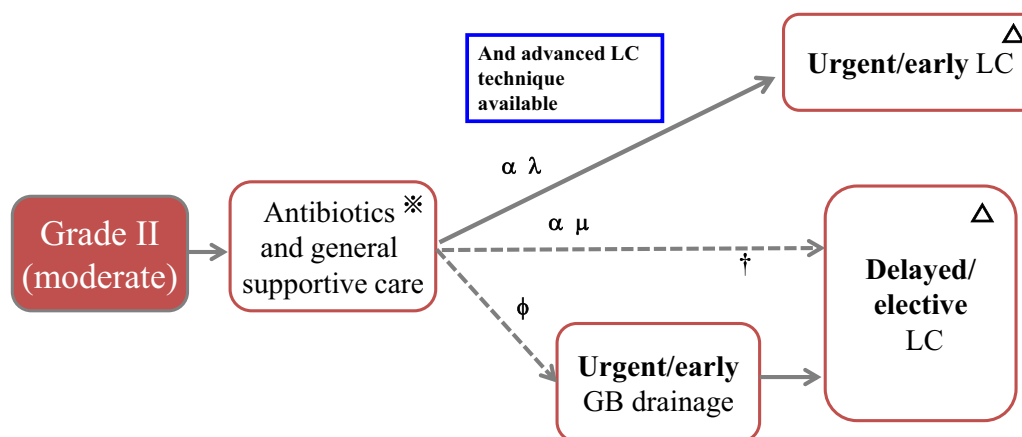 And advanced LC
technique
available
△
Urgent/early LC
α λ
Grade II
(moderate)
Antibiotics ※
and general
supportive care
α μ
†
φ
△
Delayed/
elective
LC
Urgent/early
GB drainage